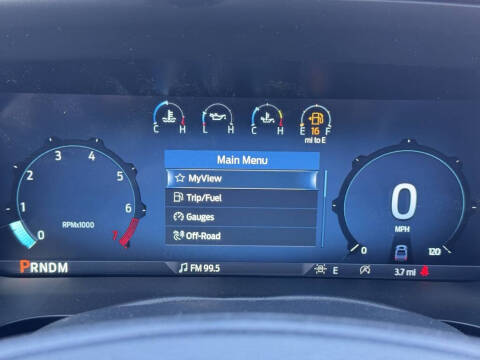 C H L H C H E 16 F
mi to E
Main Menu
MyView
Trip/Fuel
Gauges
Off-Road
0 1 2 3 4 5 6 7
RPMx1000
0
MPH
0 120
PRNDM
FM 99.5
E
3.7 mi